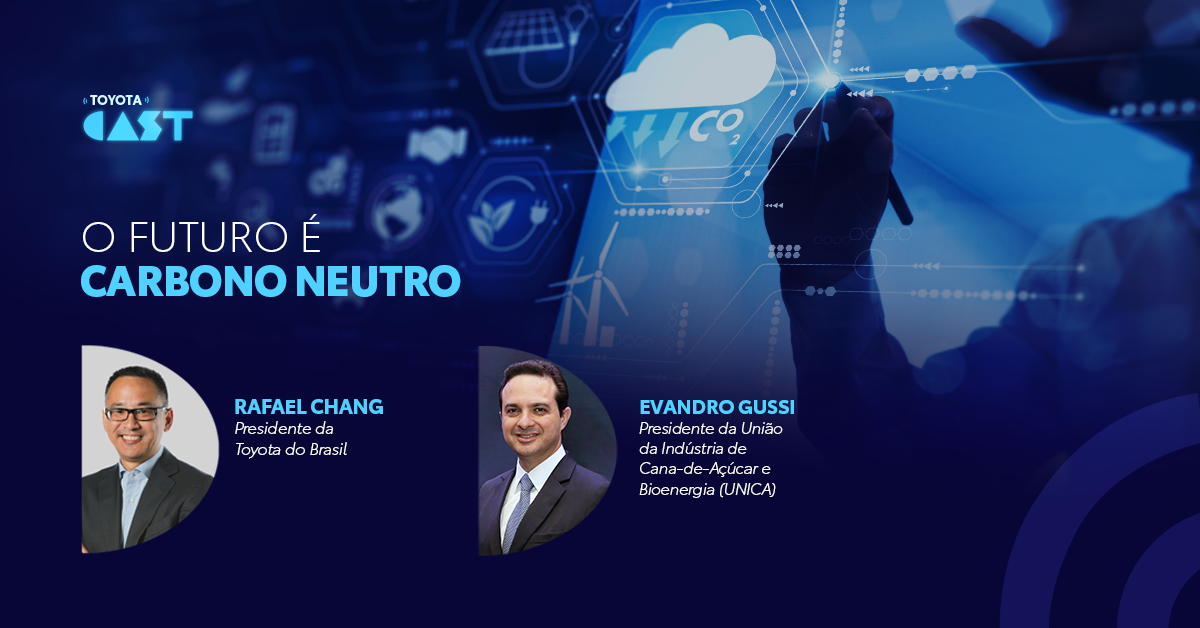 TOYOTA
CAST
CO2
O FUTURO É
CARBONO NEUTRO
RAFAEL CHANG
Presidente da
Toyota do Brasil
EVANDRO GUSSI
Presidente da União
da Indústria de
Cana-de-Açúcar e
Bioenergia (UNICA)